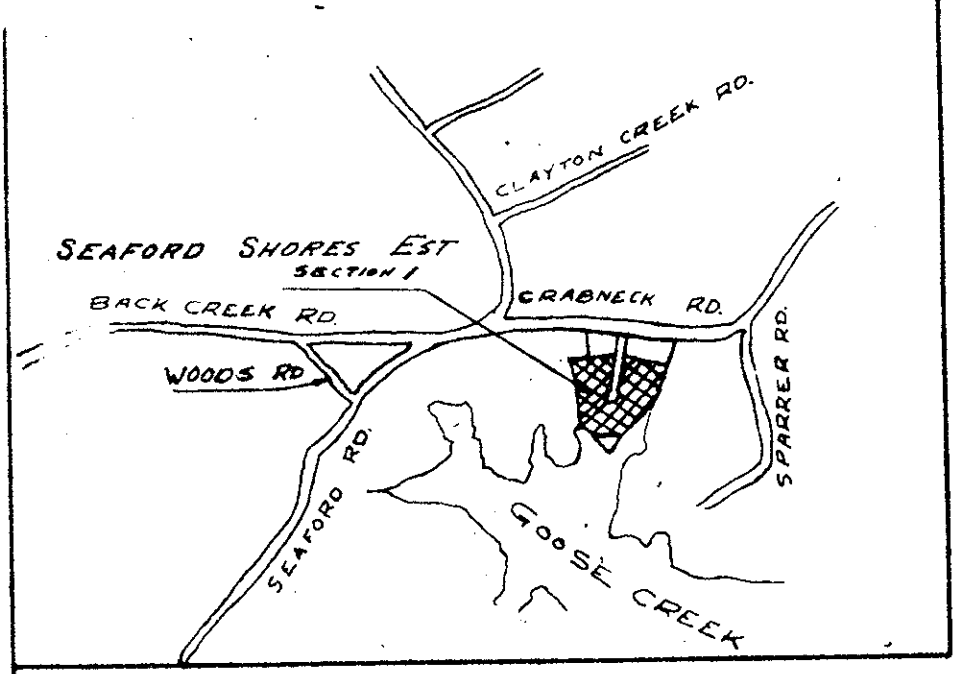 CLAYTON CREEK RD.
SEAFORD SHORES EST
SECTION 1
BACK CREEK RD.
CRABNECK RD.
WOODS RD
SPARRER RD.
SEAFORD RD.
GOOSE CREEK